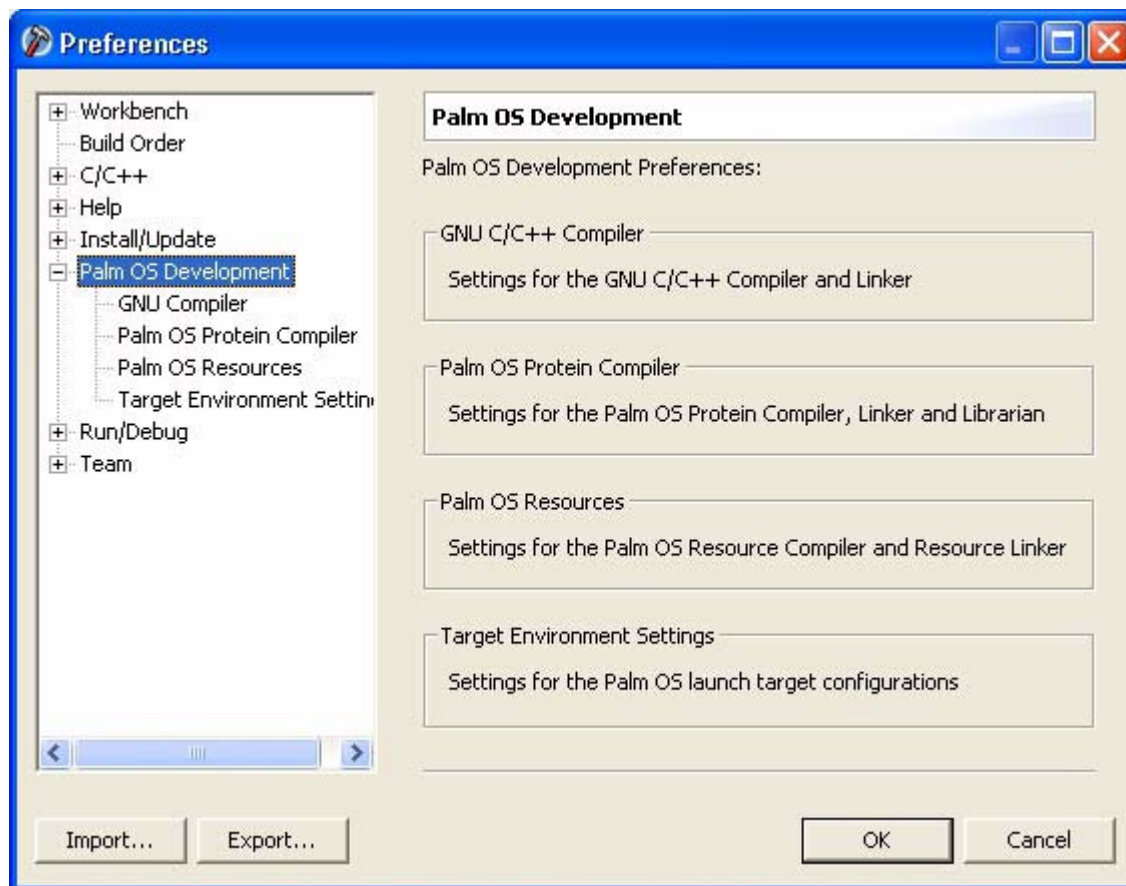 Preferences
Workbench
Build Order
C/C++
Help
Install/Update
Palm OS Development
GNU Compiler
Palm OS Protein Compiler
Palm OS Resources
Target Environment Settin
Run/Debug
Team
Palm OS Development
Palm OS Development Preferences:
GNU C/C++ Compiler
Settings for the GNU C/C++ Compiler and Linker
Palm OS Protein Compiler
Settings for the Palm OS Protein Compiler, Linker and Librarian
Palm OS Resources
Settings for the Palm OS Resource Compiler and Resource Linker
Target Environment Settings
Settings for the Palm OS launch target configurations
Import... Export... OK Cancel